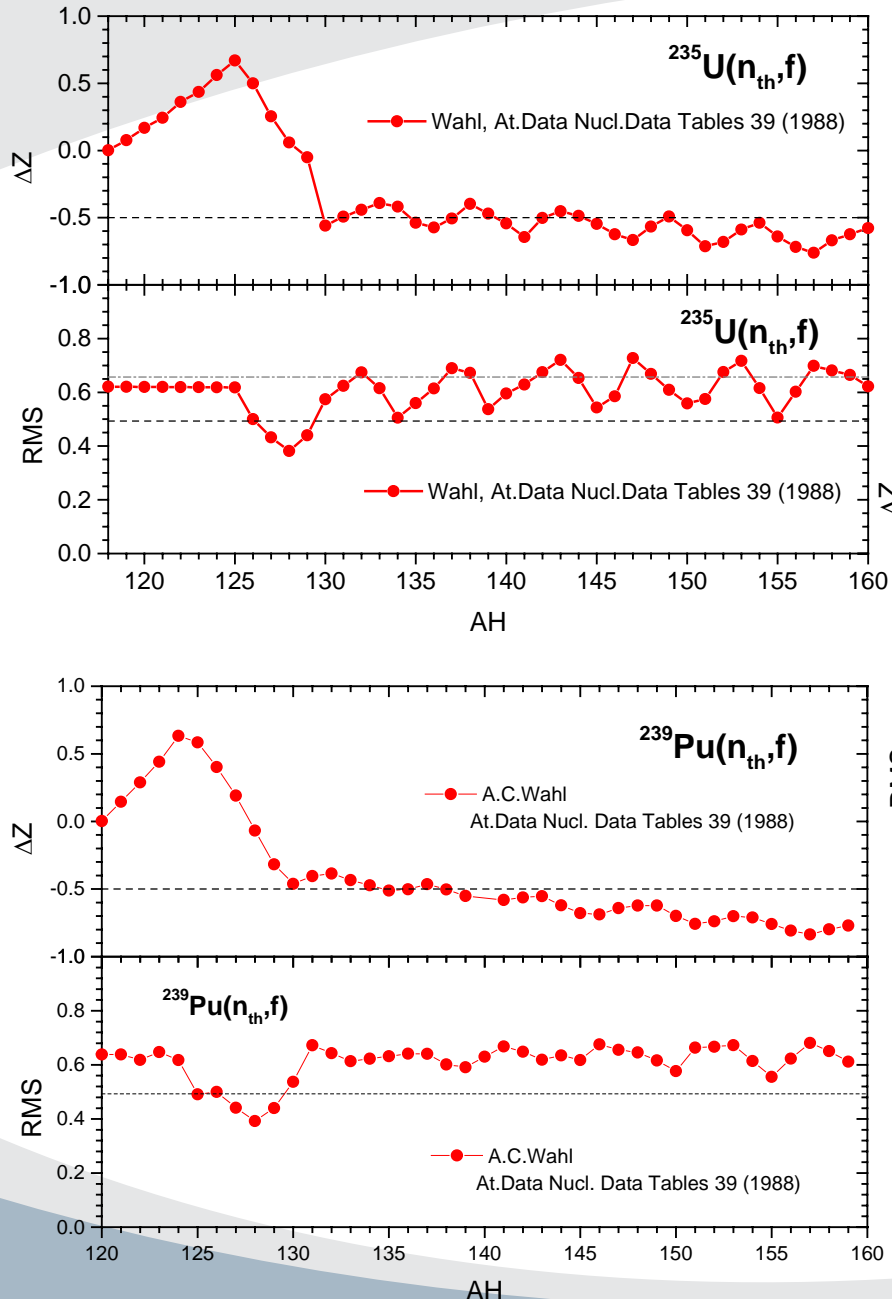 1.0
0.5
0.0
-0.5
-1.0
ΔZ
²³⁵U(nₜₕ,f)
Wahl, At.Data Nucl.Data Tables 39 (1988)
0.8
0.6
0.4
0.2
0.0
RMS
²³⁵U(nₜₕ,f)
Wahl, At.Data Nucl.Data Tables 39 (1988)
ΔZ
120 125 130 135 140 145 150 155 160
AH
1.0
0.5
0.0
-0.5
-1.0
ΔZ
²³⁹Pu(nₜₕ,f)
A.C.Wahl
At.Data Nucl. Data Tables 39 (1988)
0.8
0.6
0.4
0.2
0.0
RMS
²³⁹Pu(nₜₕ,f)
A.C.Wahl
At.Data Nucl. Data Tables 39 (1988)
120 125 130 135 140 145 150 155 160
AH